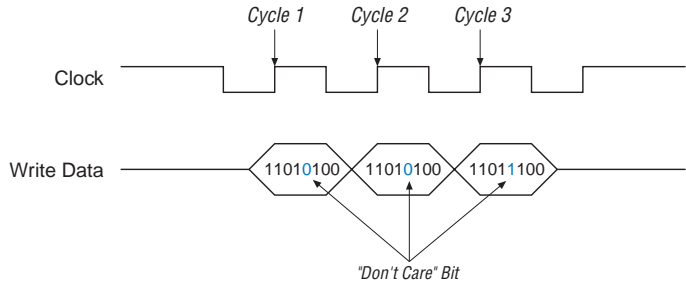 Cycle 1 Cycle 2 Cycle 3
Clock
Write Data 11010100 11010100 11011100
"Don't Care" Bit